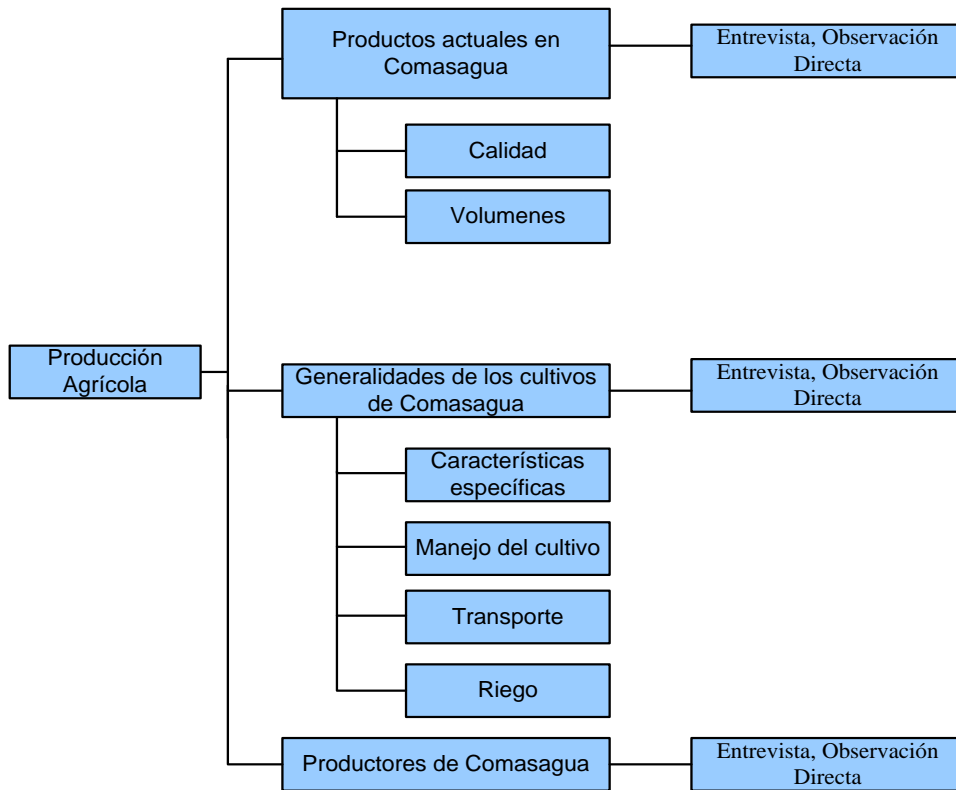 Productos actuales en
Comasagua
Entrevista, Observación
Directa
Calidad
Volumenes
Producción
Agrícola
Generalidades de los cultivos
de Comasagua
Entrevista, Observación
Directa
Característícas
específicas
Manejo del cultivo
Transporte
Riego
Productores de Comasagua
Entrevista, Observación
Directa